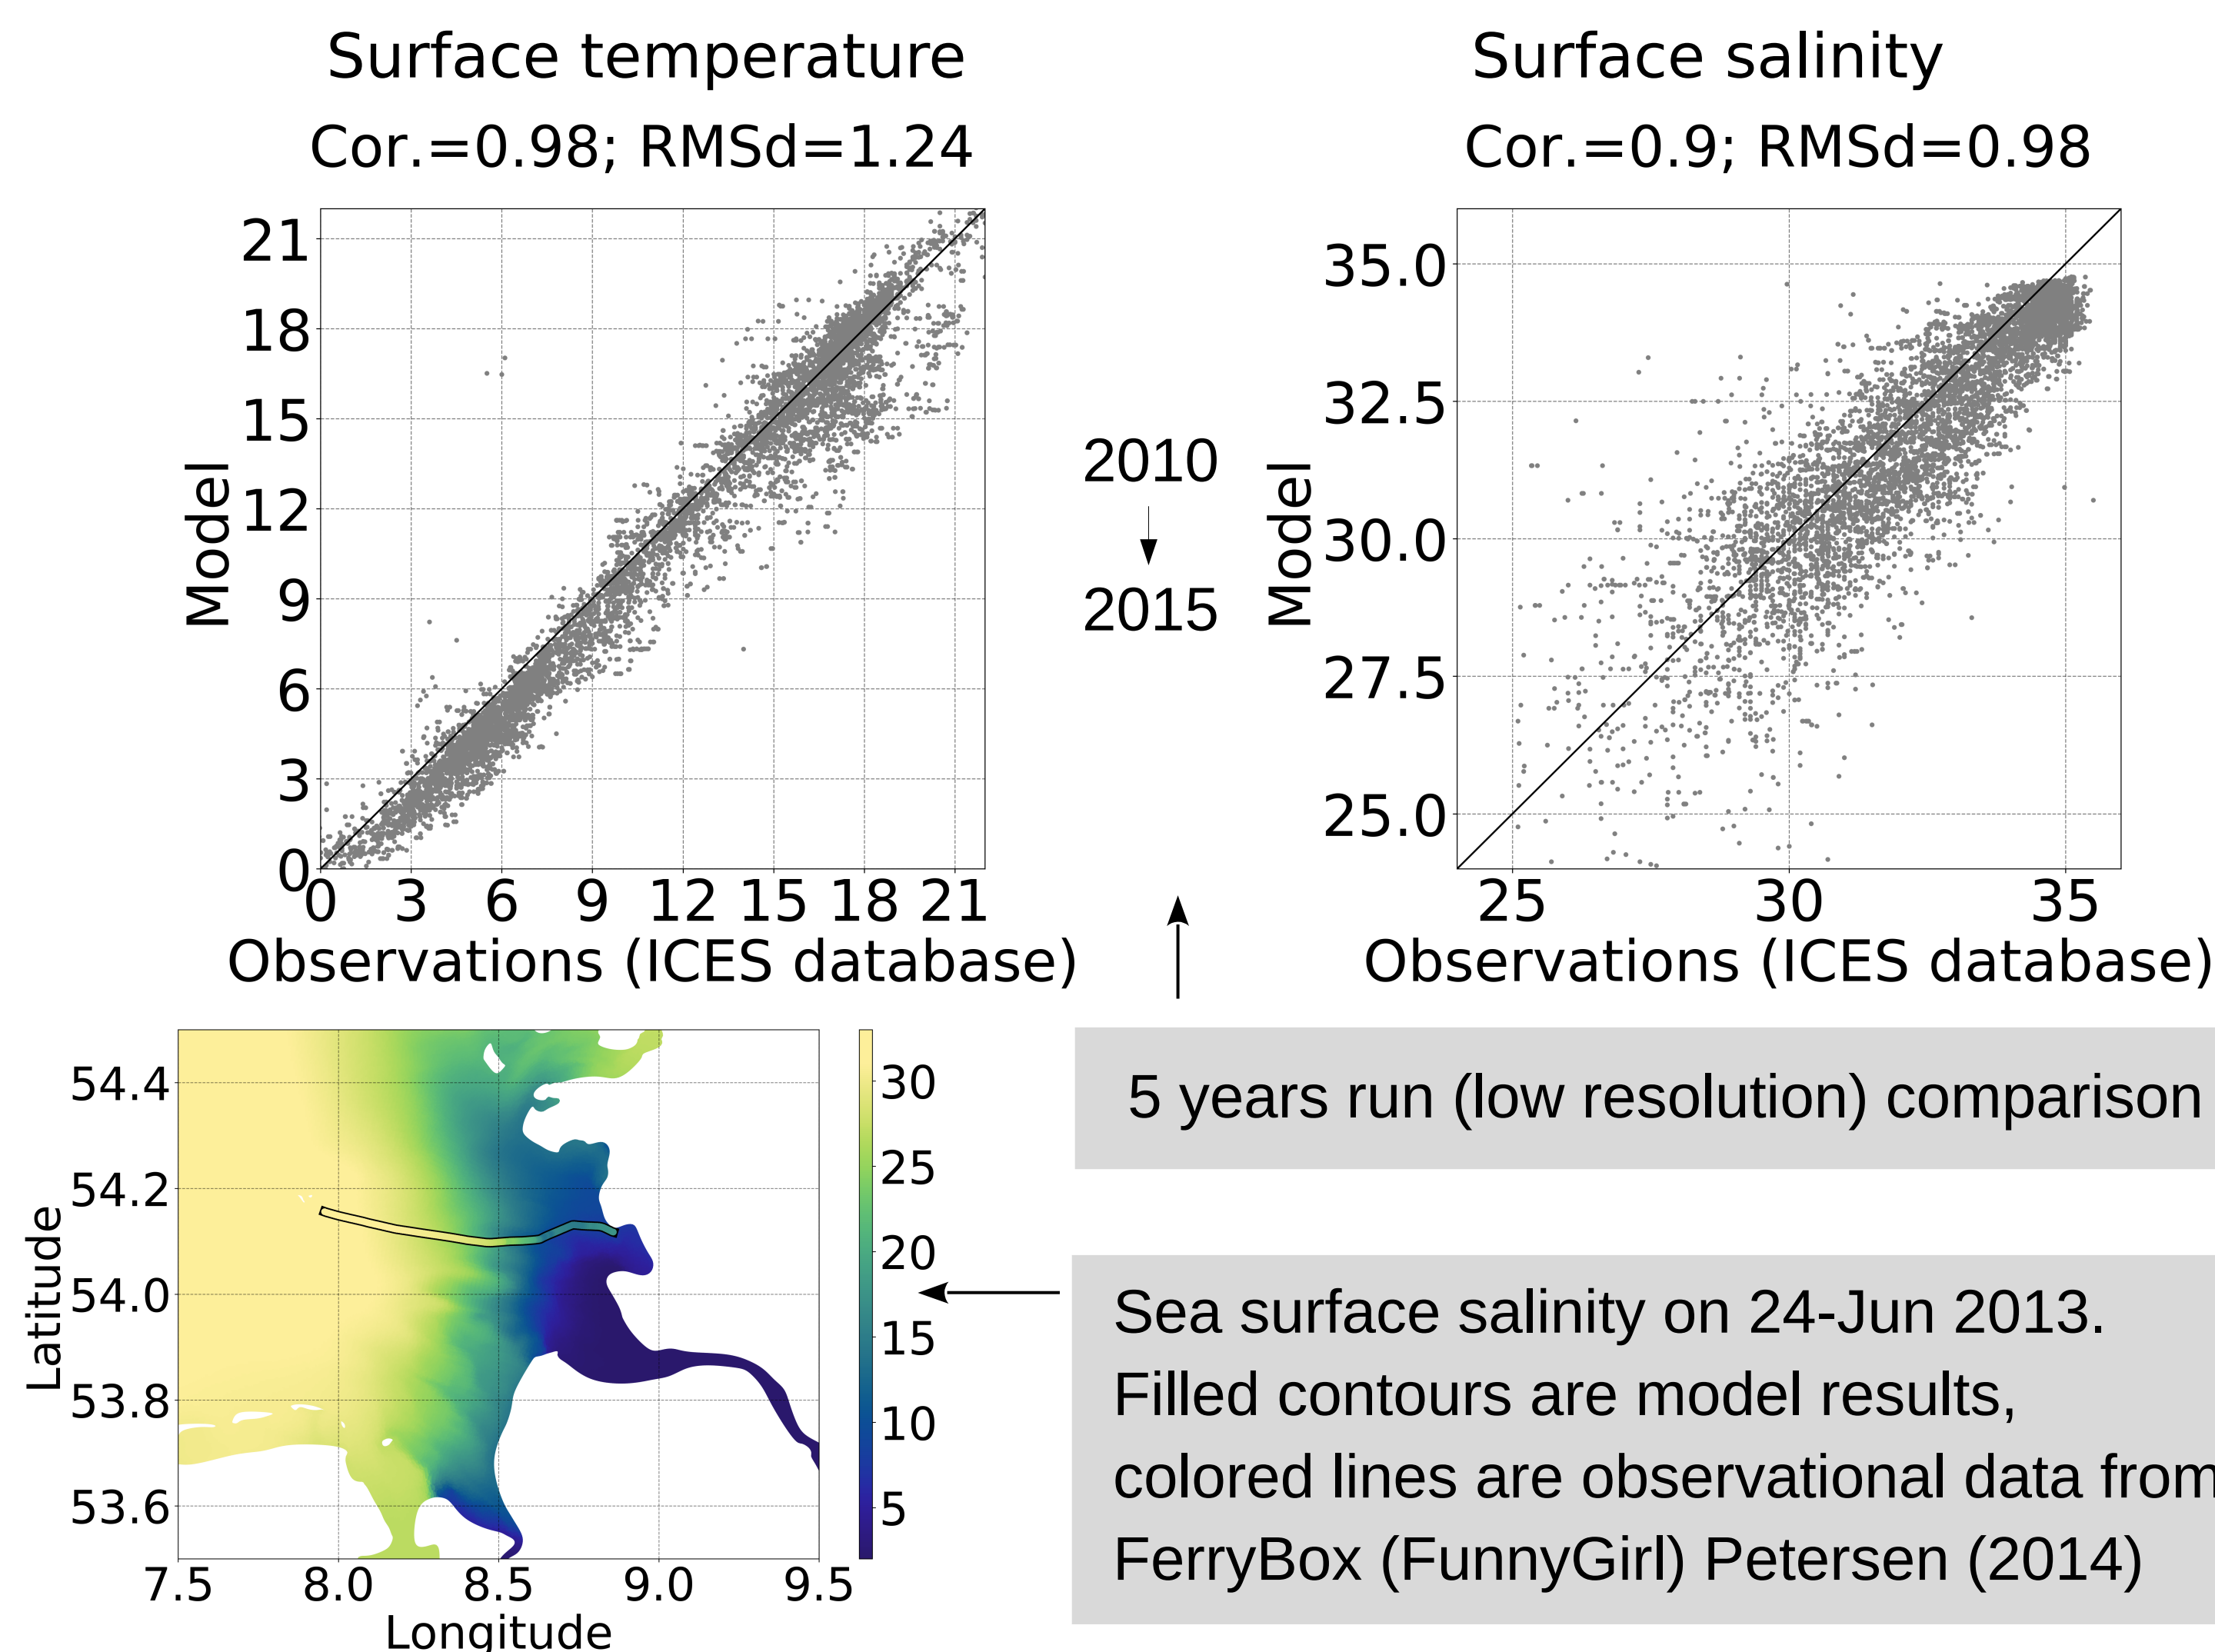 Surface temperature
Cor.=0.98; RMSd=1.24
21
18
15
12
9
6
3
0
Model
0 3 6 9 12 15 18 21
Observations (ICES database)
2010
2015
Surface salinity
Cor.=0.9; RMSd=0.98
35.0
32.5
30.0
27.5
25.0
Model
25 30 35
Observations (ICES database)
54.4
54.2
54.0
53.8
53.6
Latitude
7.5 8.0 8.5 9.0 9.5
Longitude
30
25
20
15
10
5
5 years run (low resolution) comparison
Sea surface salinity on 24-Jun 2013.
Filled contours are model results,
colored lines are observational data from
FerryBox (FunnyGirl) Petersen (2014)